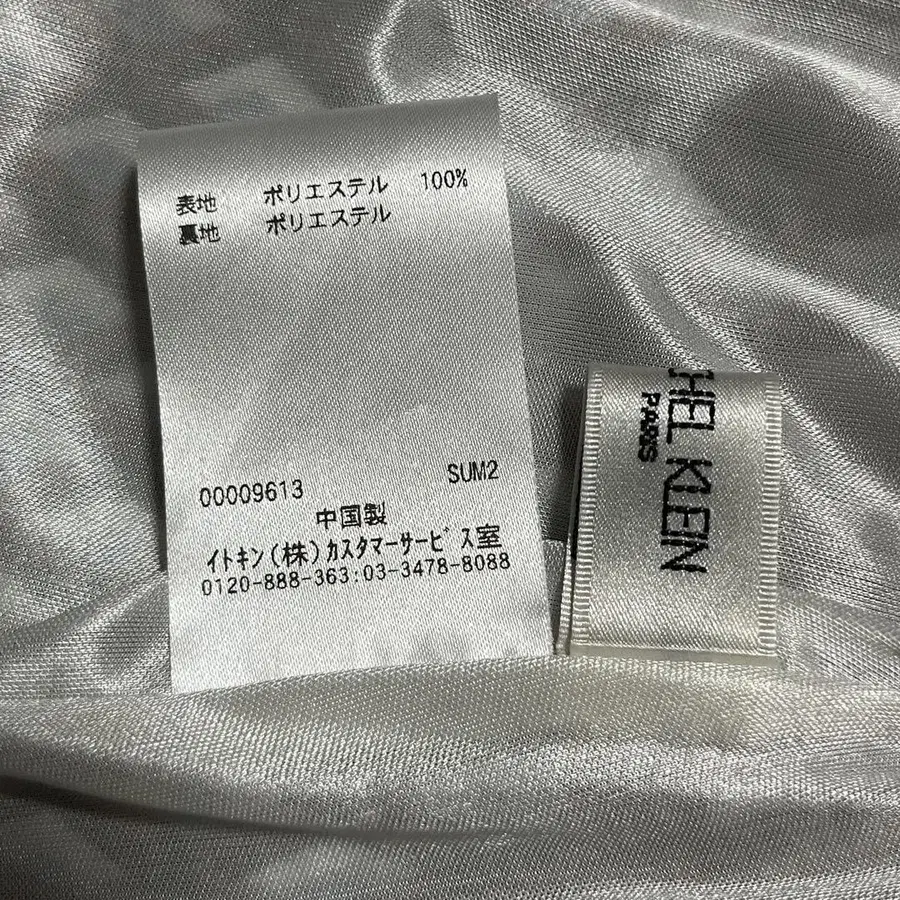 表地 ポリエステル 100%
裏地 ポリエステル
00009613 SUM2
中国製
イトキン(株)カスタマーサービス室
0120-888-363:03-3478-8088
HEL KLEIN
PARIS